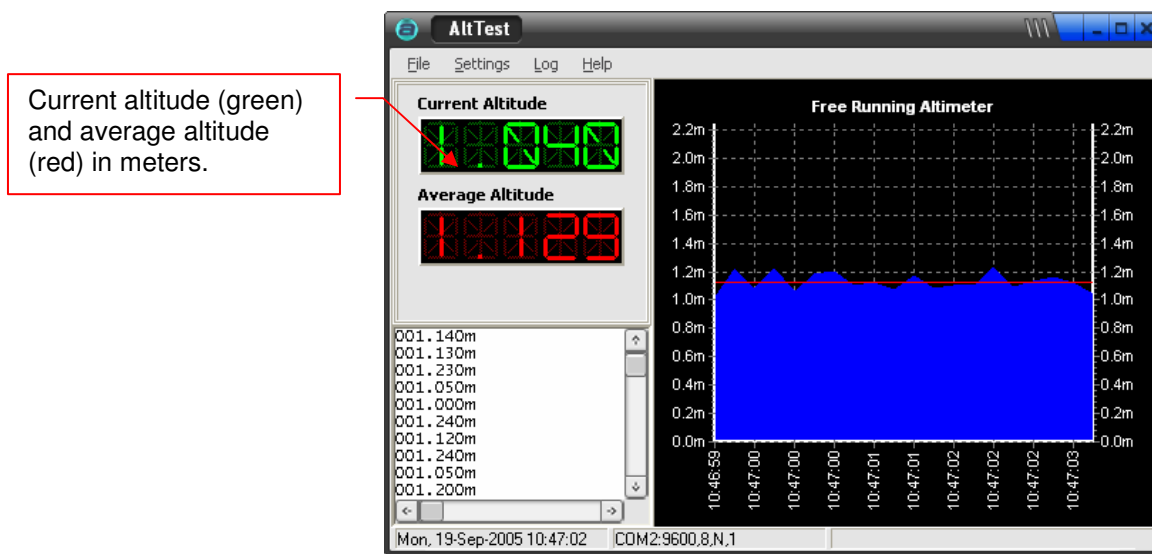 Current altitude (green)
and average altitude
(red) in meters.
AltTest
File Settings Log Help
Current Altitude
1.040
Average Altitude
1.129
001.140m
001.130m
001.230m
001.050m
001.000m
001.240m
001.120m
001.240m
001.050m
001.200m
Free Running Altimeter
2.2m 2.2m
2.0m 2.0m
1.8m 1.8m
1.6m 1.6m
1.4m 1.4m
1.2m 1.2m
1.0m 1.0m
0.8m 0.8m
0.6m 0.6m
0.4m 0.4m
0.2m 0.2m
0.0m 0.0m
10:46:59
10:47:00
10:47:00
10:47:00
10:47:01
10:47:01
10:47:02
10:47:02
10:47:02
10:47:03
Mon, 19-Sep-2005 10:47:02 COM2:9600,8,N,1